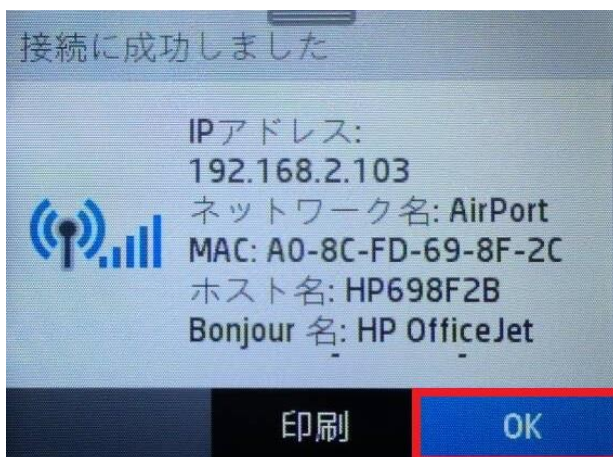 接続に成功しました
IPアドレス:
192.168.2.103
ネットワーク名: AirPort
MAC: A0-8C-FD-69-8F-2C
ホスト名: HP698F2B
Bonjour 名: HP OfficeJet
印刷
OK